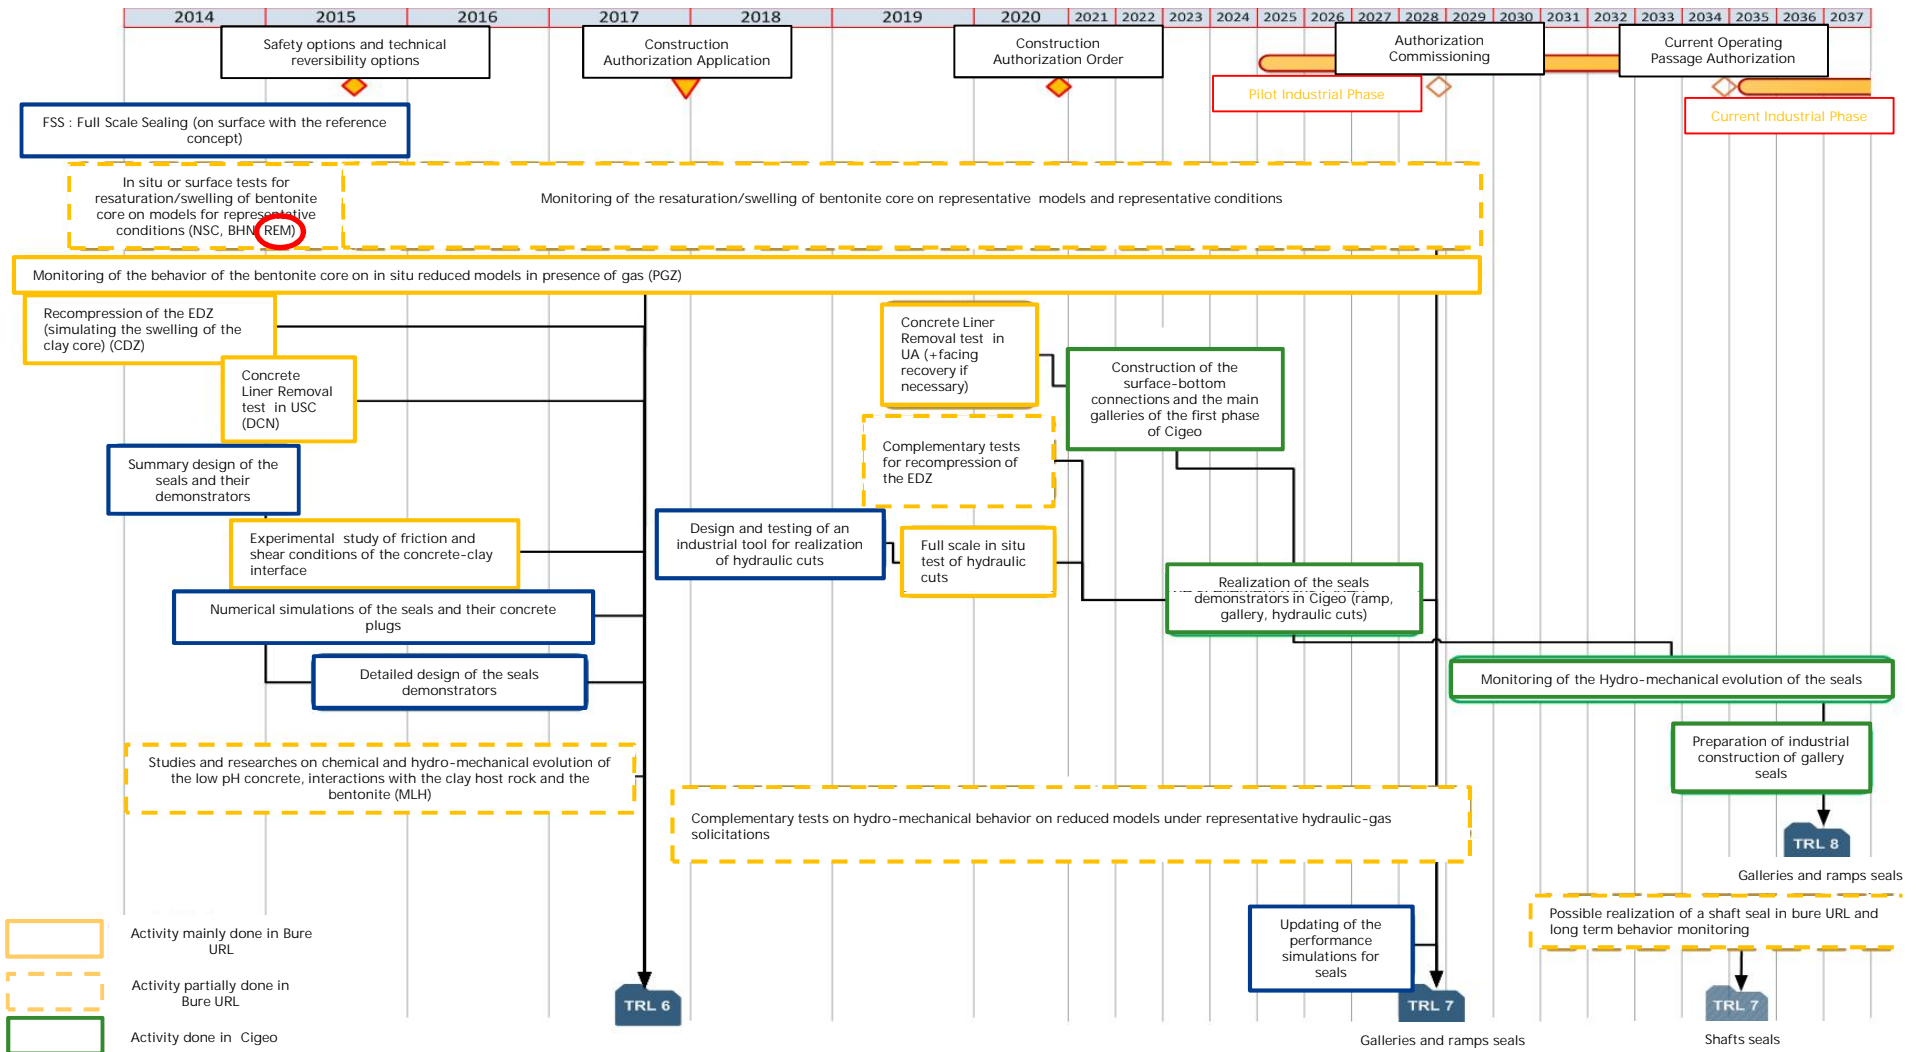 2014 2015 2016 2017 2018 2019 2020 2021 2022 2023 2024 2025 2026 2027 2028 2029 2030 2031 2032 2033 2034 2035 2036 2037
Safety options and technical
reversibility options
Construction
Authorization Application
Construction
Authorization Order
Authorization
Commissioning
Current Operating
Passage Authorization
Pilot Industrial Phase
Current Industrial Phase
FSS : Full Scale Sealing (on surface with the reference
concept)
In situ or surface tests for
resaturation/swelling of bentonite
core on models for representative
conditions (NSC, BHN, REM)
Monitoring of the resaturation/swelling of bentonite core on representative models and representative conditions
Monitoring of the behavior of the bentonite core on in situ reduced models in presence of gas (PGZ)
Recompression of the EDZ
(simulating the swelling of the
clay core) (CDZ)
Concrete
Liner Removal
test in USC
(DCN)
Concrete Liner
Removal test in
UA (+facing
recovery if
necessary)
Construction of the
surface-bottom
connections and the main
galleries of the first phase
of Cigeo
Complementary tests
for recompression of
the EDZ
Summary design of the
seals and their
demonstrators
Experimental study of friction and
shear conditions of the concrete-clay
interface
Design and testing of an
industrial tool for realization
of hydraulic cuts
Full scale in situ
test of hydraulic
cuts
Realization of the seals
demonstrators in Cigeo (ramp,
gallery, hydraulic cuts)
Numerical simulations of the seals and their concrete
plugs
Detailed design of the seals
demonstrators
Monitoring of the Hydro-mechanical evolution of the seals
Preparation of industrial
construction of gallery
seals
Studies and researches on chemical and hydro-mechanical evolution of
the low pH concrete, interactions with the clay host rock and the
bentonite (MLH)
Complementary tests on hydro-mechanical behavior on reduced models under representative hydraulic-gas
solicitations
TRL 8
Galleries and ramps seals
Possible realization of a shaft seal in bure URL and
long term behavior monitoring
Updating of the
performance
simulations for
seals
TRL 6
TRL 7
Galleries and ramps seals
TRL 7
Shafts seals
Activity mainly done in Bure
URL
Activity partially done in
Bure URL
Activity done in Cigeo